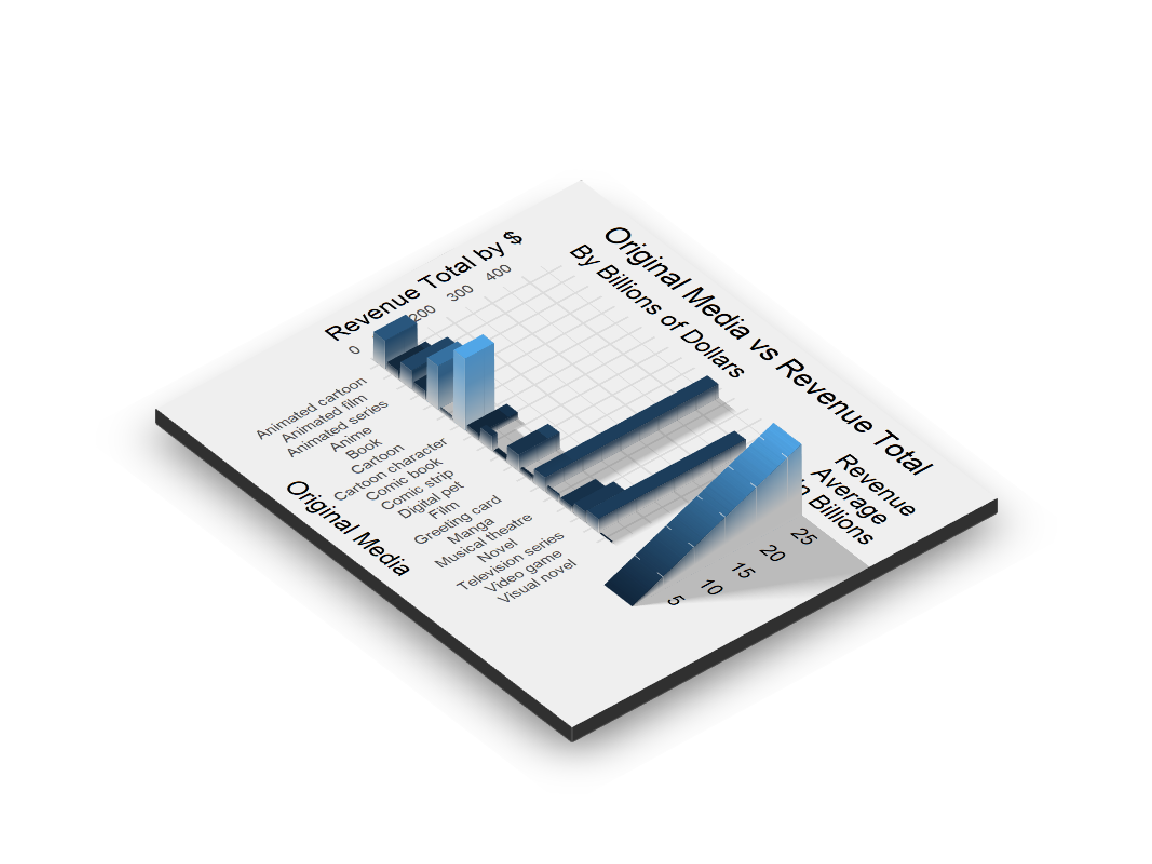 Original Media vs Revenue Total
By Billions of Dollars
Revenue Total by $
0
200
300
400
Animated cartoon
Animated film
Animated series
Anime
Book
Cartoon
Cartoon character
Comic book
Comic strip
Digital pet
Film
Greeting card
Manga
Musical theatre
Novel
Television series
Video game
Visual novel
Original Media
Revenue
Average
in Billions
25
20
15
10
5